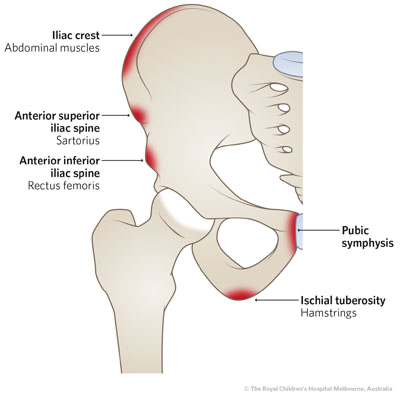 Iliac crest
Abdominal muscles
Anterior superior
iliac spine
Sartorius
Anterior inferior
iliac spine
Rectus femoris
Pubic
symphysis
Ischial tuberosity
Hamstrings
© The Royal Children's Hospital Melbourne, Australia